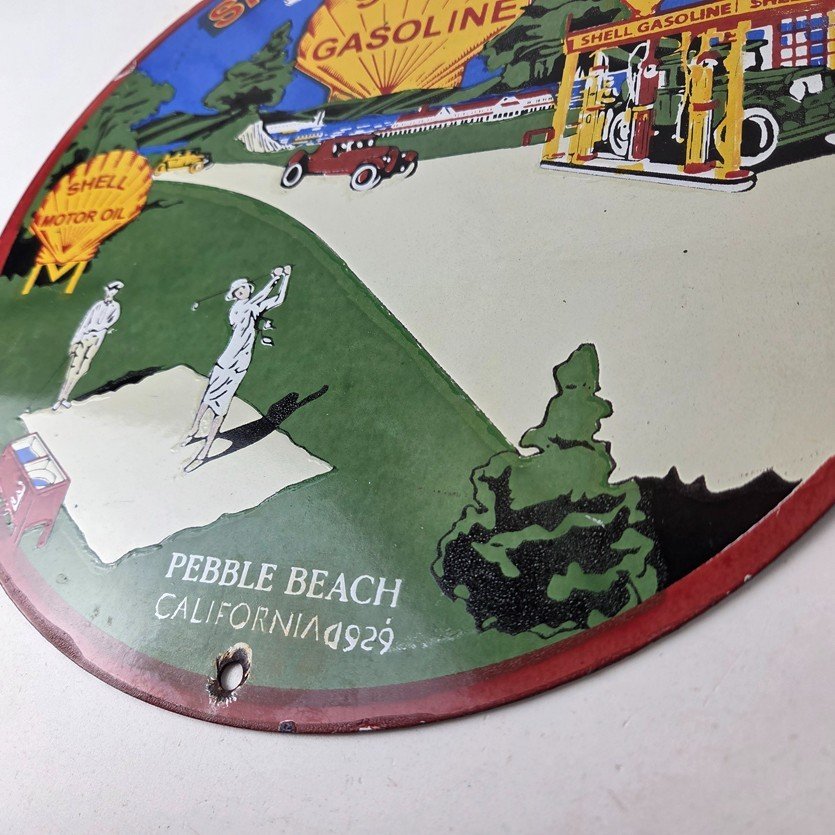 GASOLINE
SHELL GASOLINE
SHELL
MOTOR OIL
PEBBLE BEACH
CALIFORNIA 1929